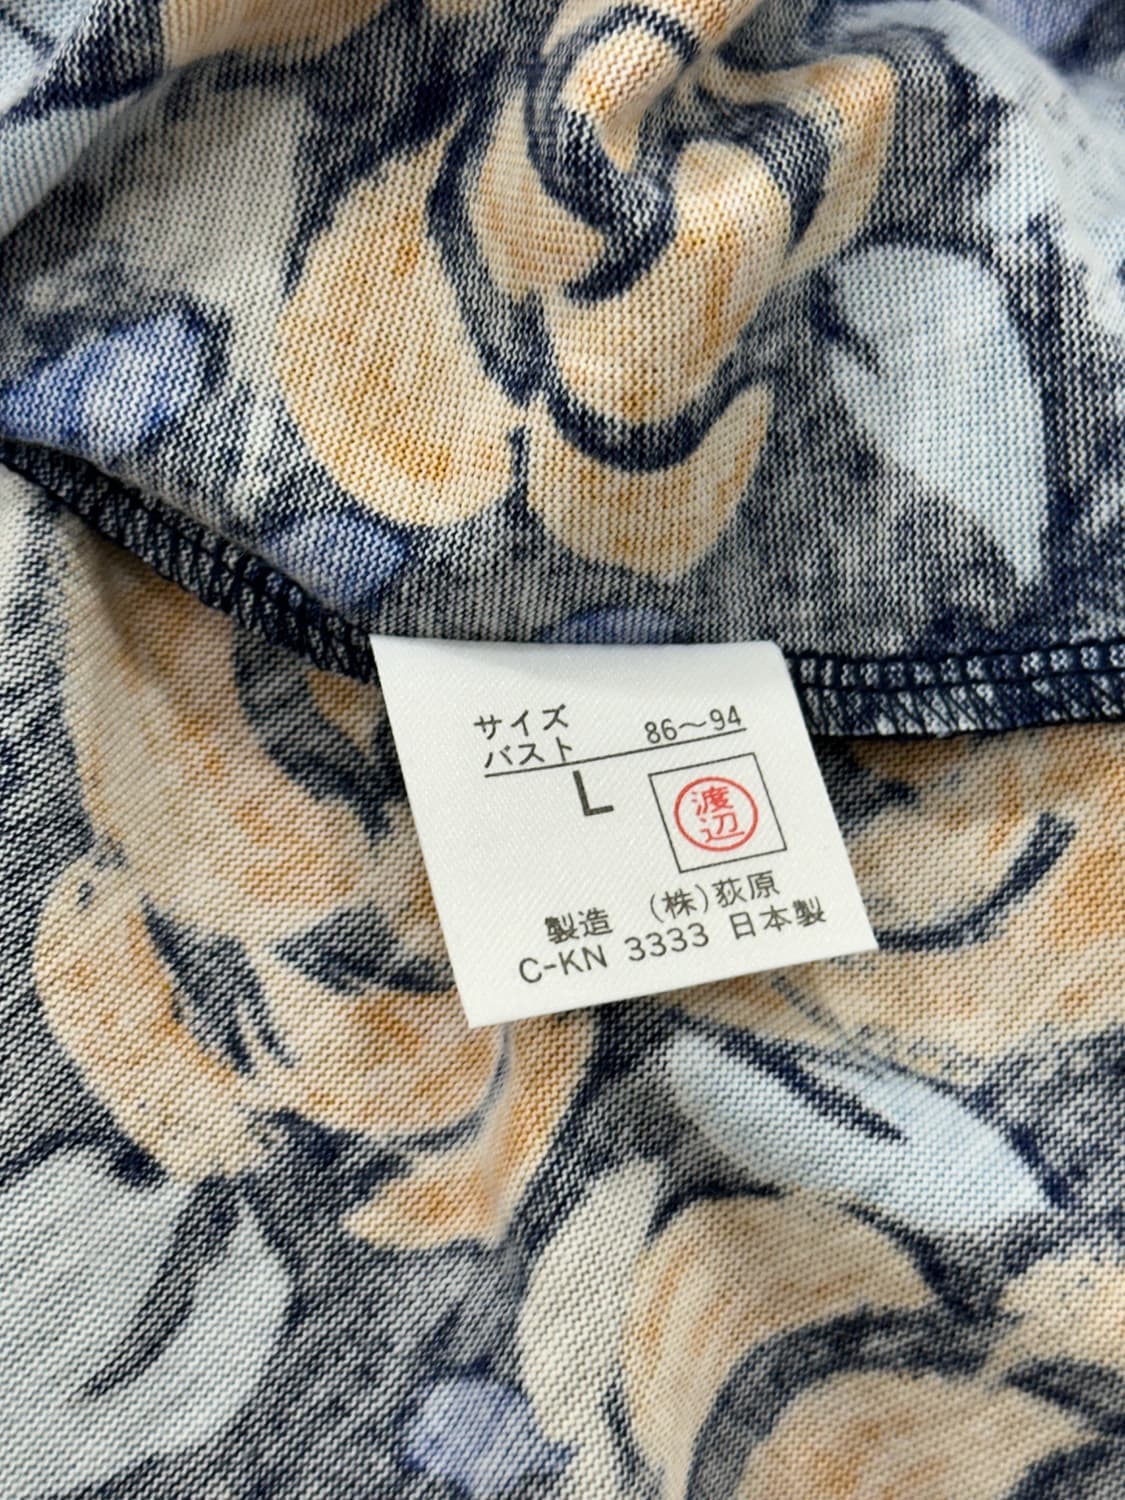 サイズ
バスト 86〜94
L
渡辺
製造 (株)荻原
C-KN 3333 日本製